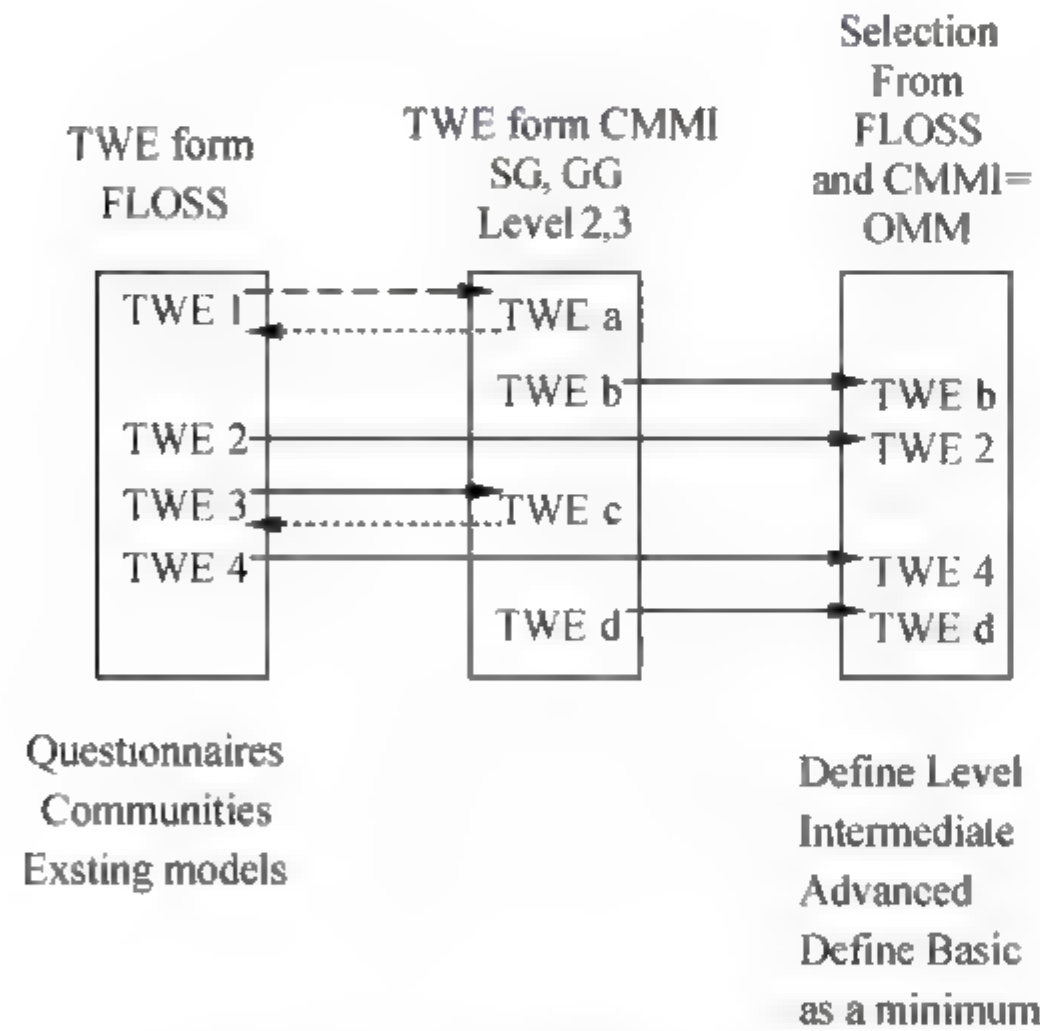 TWE form
FLOSS
TWE form CMMI
SG, GG
Level 2,3
Selection
From
FLOSS
and CMMI=
OMM
TWE 1
TWE 2
TWE 3
TWE 4
TWE a
TWE b
TWE c
TWE d
TWE b
TWE 2
TWE 4
TWE d
Questionnaires
Communities
Exsting models
Define Level
Intermediate
Advanced
Define Basic
as a minimum